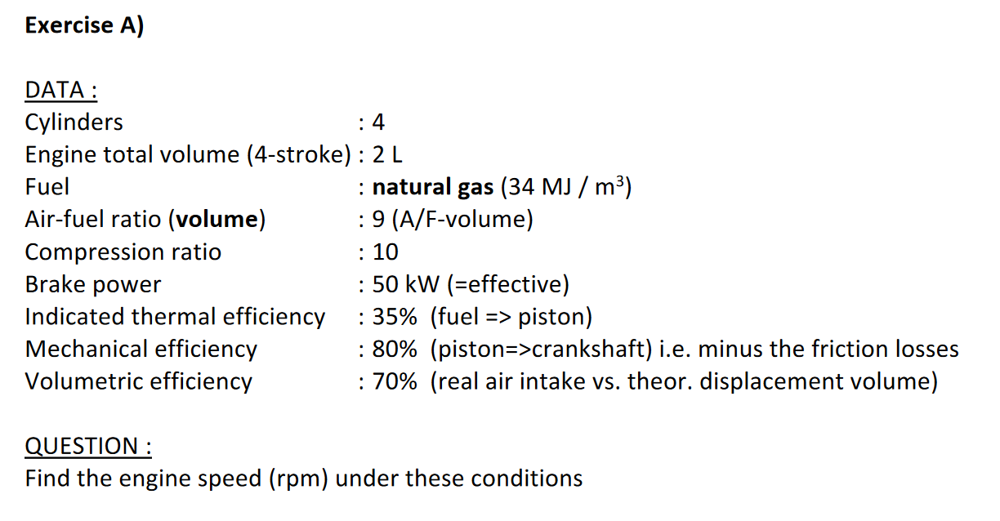 Exercise A)
DATA :
Cylinders : 4
Engine total volume (4-stroke) : 2 L
Fuel : natural gas (34 MJ / m³)
Air-fuel ratio (volume) : 9 (A/F-volume)
Compression ratio : 10
Brake power : 50 kW (=effective)
Indicated thermal efficiency : 35% (fuel => piston)
Mechanical efficiency : 80% (piston=>crankshaft) i.e. minus the friction losses
Volumetric efficiency : 70% (real air intake vs. theor. displacement volume)
QUESTION :
Find the engine speed (rpm) under these conditions